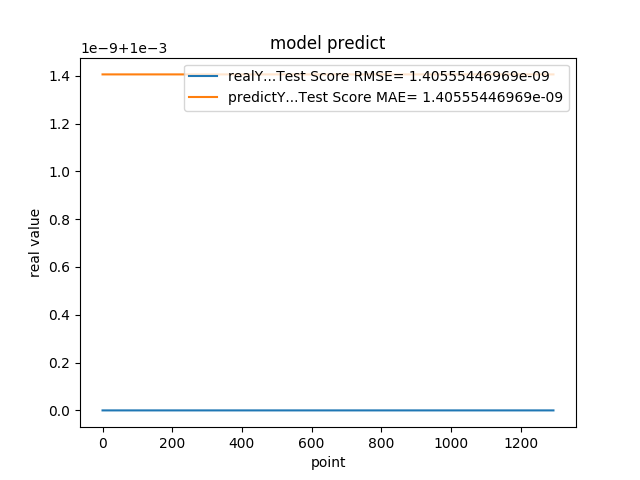 model predict
1e−9+1e−3
realY...Test Score RMSE= 1.40555446969e-09
predictY...Test Score MAE= 1.40555446969e-09
1.4
1.2
1.0
0.8
0.6
0.4
0.2
0.0
real value
0 200 400 600 800 1000 1200
point